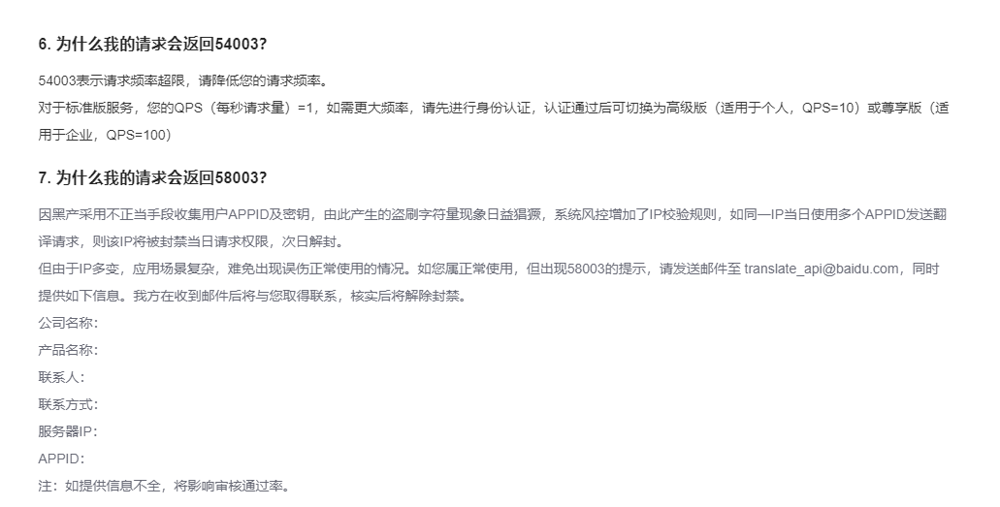 6. 为什么我的请求会返回54003?
54003表示请求频率超限，请降低您的请求频率。
对于标准版服务，您的QPS（每秒请求量）=1，如需更大频率，请先进行身份认证，认证通过后可切换为高级版（适用于个人，QPS=10）或尊享版（适
用于企业，QPS=100）
7. 为什么我的请求会返回58003?
因黑产采用不正当手段收集用户APPID及密钥，由此产生的盗刷字符量现象日益猖獗，系统风控增加了IP校验规则，如同一IP当日使用多个APPID发送翻
译请求，则该IP将被封禁当日请求权限，次日解封。
但由于IP多变，应用场景复杂，难免出现误伤正常使用的情况。如您属正常使用，但出现58003的提示，请发送邮件至 translate_api@baidu.com，同时
提供如下信息。我方在收到邮件后将与您取得联系，核实后将解除封禁。
公司名称：
产品名称：
联系人：
联系方式：
服务器IP：
APPID：
注：如提供信息不全，将影响审核通过率。